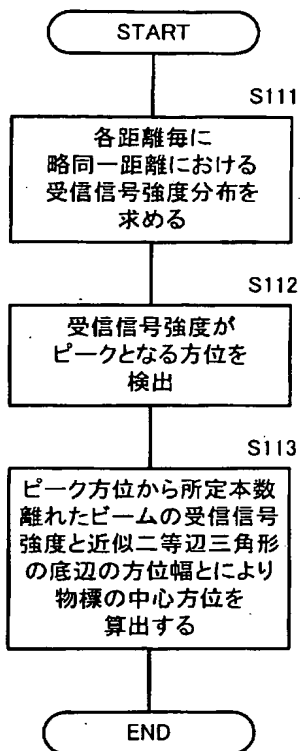 START
S111
各距離毎に
略同一距離における
受信信号強度分布を
求める
S112
受信信号強度が
ピークとなる方位を
検出
S113
ピーク方位から所定本数
離れたビームの受信信号
強度と近似二等辺三角形
の底辺の方位幅とにより
物標の中心方位を
算出する
END